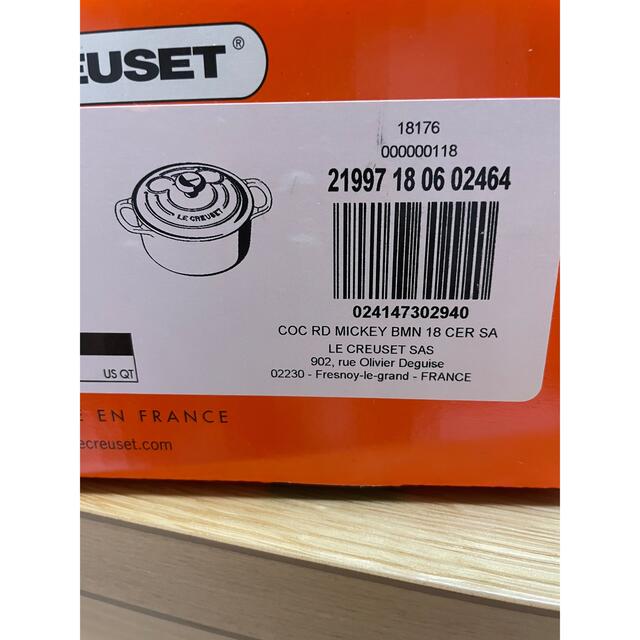 EUSET®
18176
000000118
21997 18 06 02464
LE CREUSET
024147302940
COC RD MICKEY BMN 18 CER SA
LE CREUSET SAS
902, rue Olivier Deguise
02230 - Fresnoy-le-grand - FRANCE
US QT
E EN FRANCE
ecreuset.com